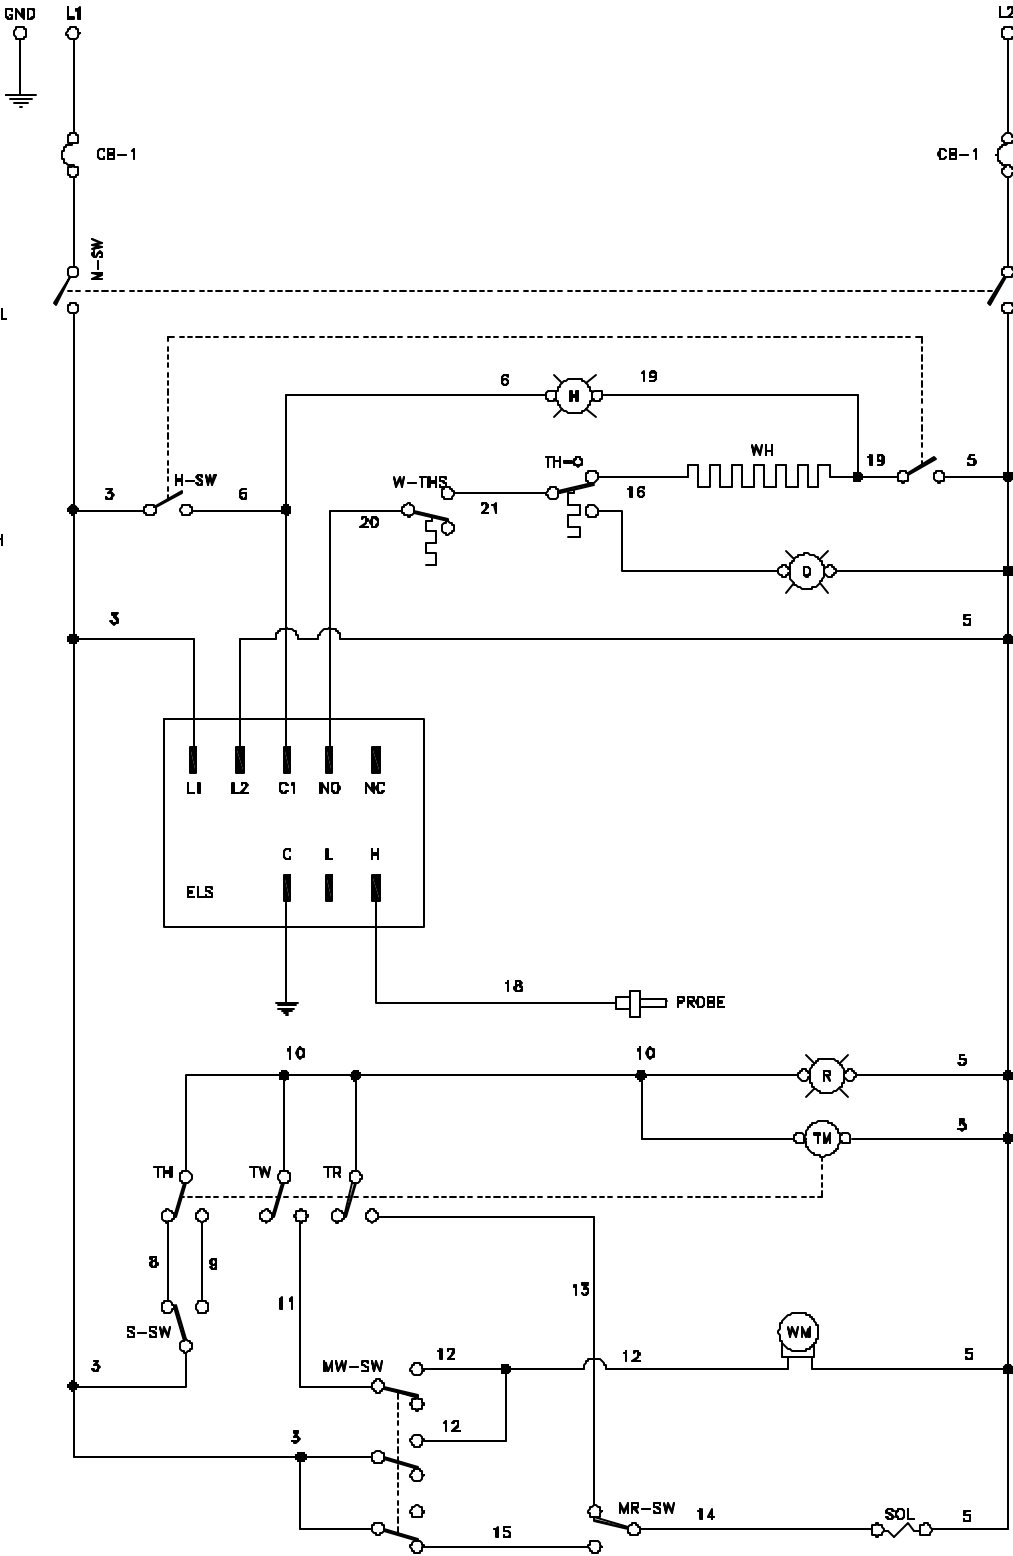 GND L1 L2
CB-1 CB-1
N-SW
L
6 19
WH
TH-O
19 5
3 H-SW 6
W-THS
16
21
20
H
H
O
3 5
L1 L2 C1 NO NC
C L H
ELS
18
PROBE
10 10
5
R
5
TM
TH TW TR
8 9
11
13
S-SW
WM
3
MW-SW
12
12
5
12
3
MR-SW
14
SOL
5
15